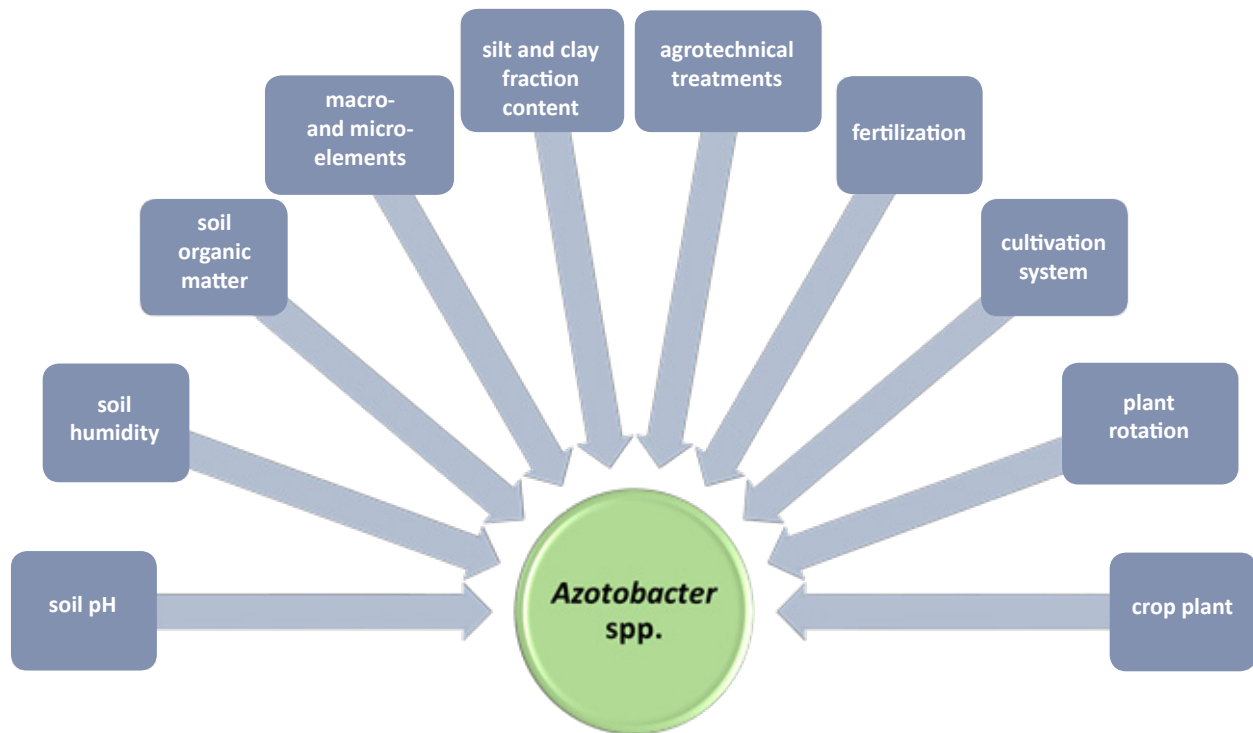 silt and clay
fraction
content
agrotechnical
treatments
macro-
and micro-
elements
fertilization
soil
organic
matter
cultivation
system
soil
humidity
plant
rotation
soil pH
Azotobacter
spp.
crop plant